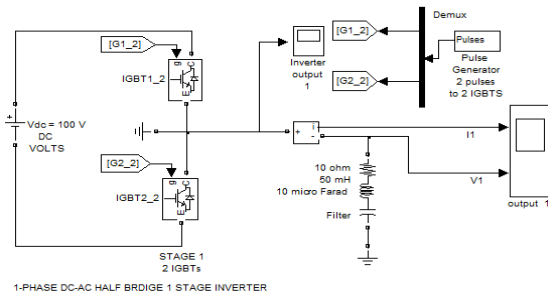 [G1_2]
g
C
IGBT1_2
E
+
Vdc = 100 V
DC
VOLTS
[G2_2]
g
C
IGBT2_2
E
STAGE 1
2 IGBTs
Inverter
output
1
[G1_2]
[G2_2]
Demux
Pulses
Pulse
Generator
2 pulses
to 2 IGBTS
+
i
-
I1
V1
10 ohm
50 mH
10 micro Farad
Filter
output 1
1-PHASE DC-AC HALF BRDIGE 1 STAGE INVERTER